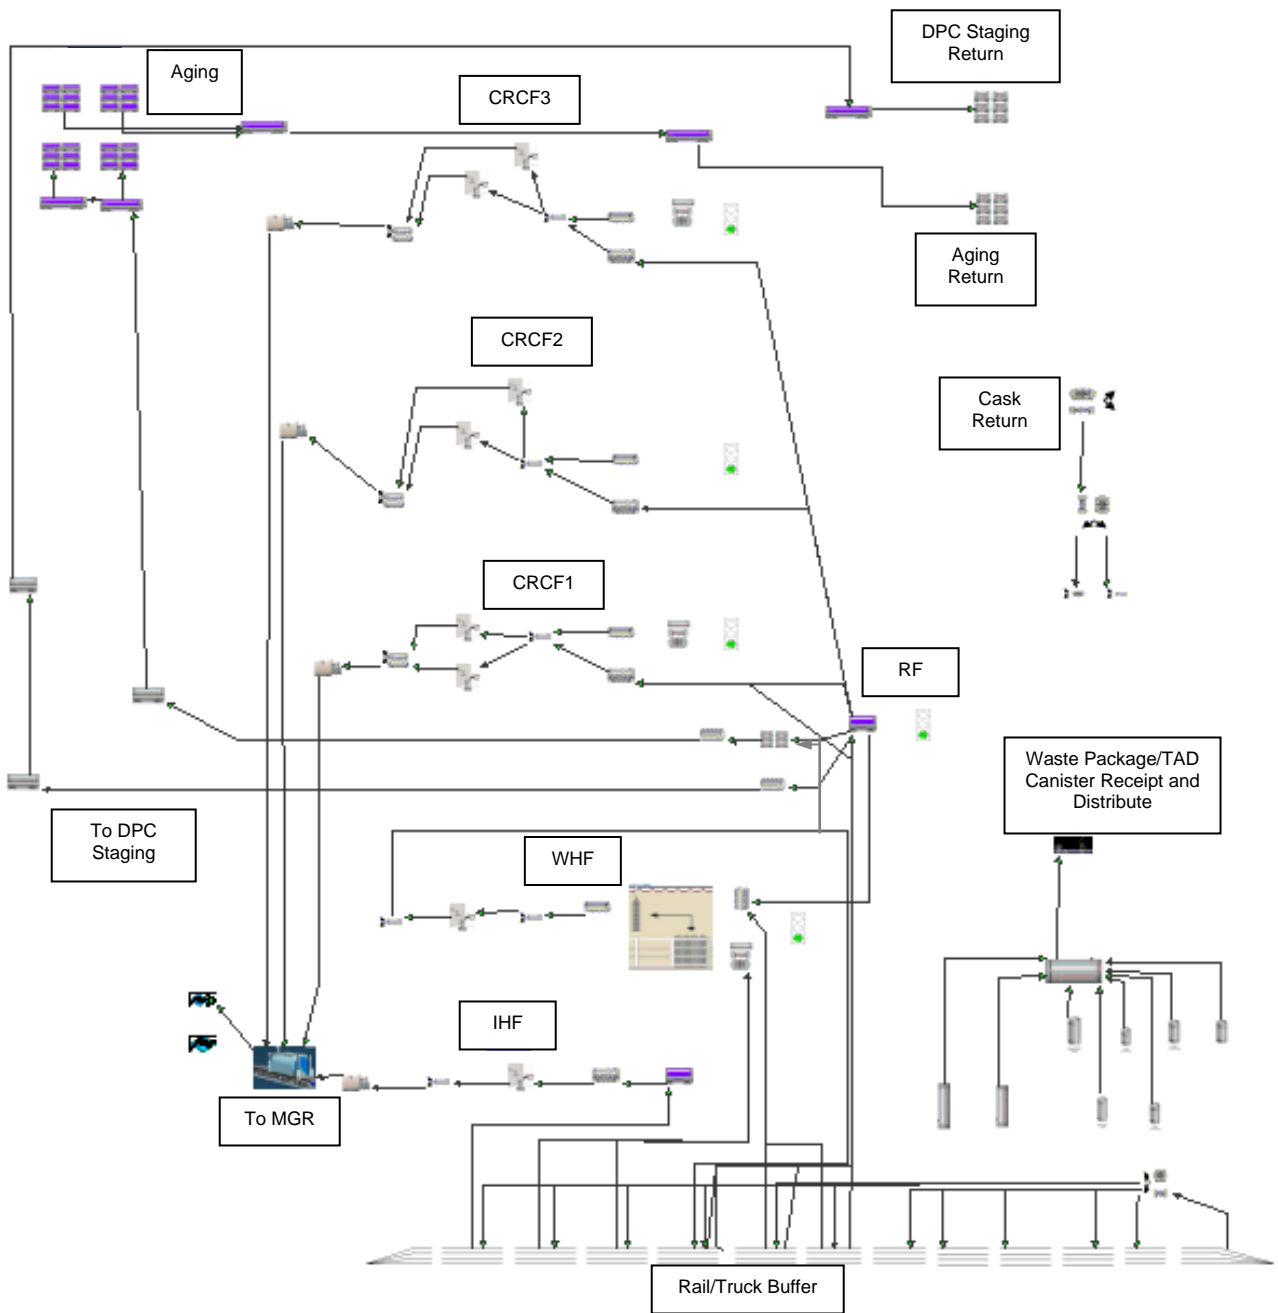 DPC Staging
Return
Aging
CRCF3
Aging
Return
CRCF2
Cask
Return
CRCF1
RF
Waste Package/TAD
Canister Receipt and
Distribute
To DPC
Staging
WHF
IHF
To MGR
Rail/Truck Buffer